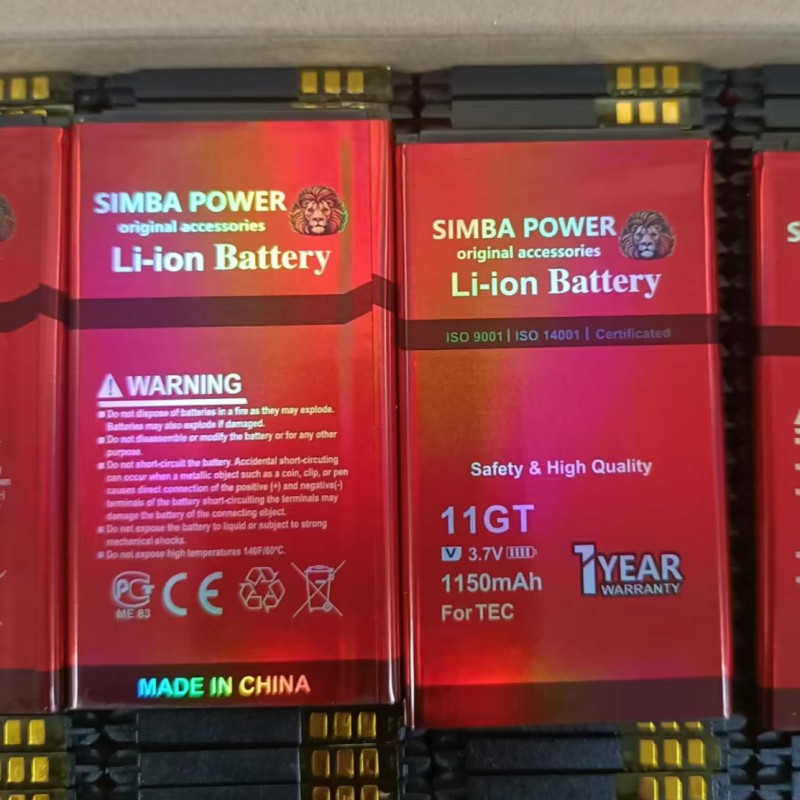 SIMBA POWER
original accessories
Li-ion Battery
WARNING
Do not dispose of batteries in a fire as they may explode.
Batteries may also explode if damaged.
Do not disassemble or modify the battery or for any other
purpose.
Do not short-circuit the battery. Accidental short-circuiting
can occur when a metallic object such as a coin, clip, or pen
causes direct connection of the positive (+) and negative(-)
terminals of the battery short-circuiting the terminals may
damage the battery of the connecting object.
Do not expose the battery to liquid or subject to strong
mechanical shocks.
Do not expose high temperatures 140F/60°C.
ME 83
CE
MADE IN CHINA
SIMBA POWER
original accessories
Li-ion Battery
ISO 9001 | ISO 14001 | Certificated
Safety & High Quality
11GT
V 3.7V
1150mAh
For TEC
1 YEAR
WARRANTY